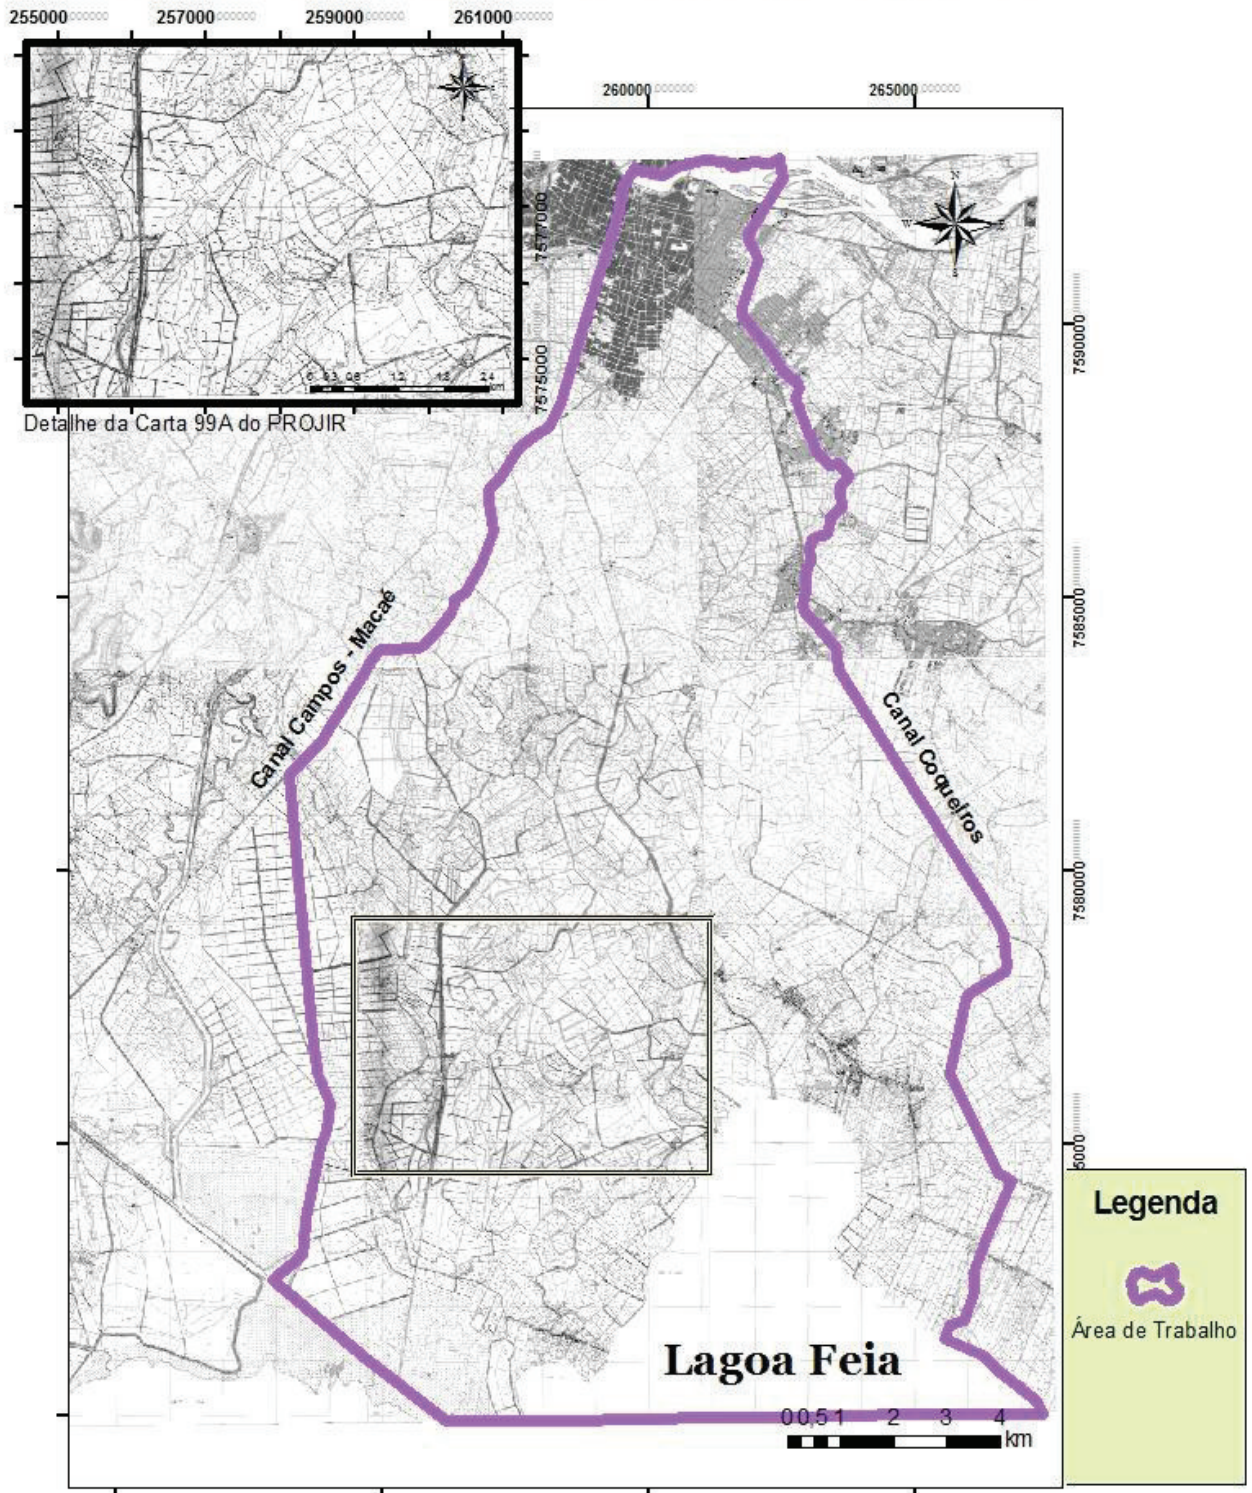 255000 257000 259000 261000
260000 265000
N
S
7577000
7575000
7590000
7585000
7580000
5000
Detalhe da Carta 99A do PROJIR
Canal Campos - Macaé
Canal Coqueiros
Legenda
Área de Trabalho
Lagoa Feia
0 0,5 1 2 3 4
km